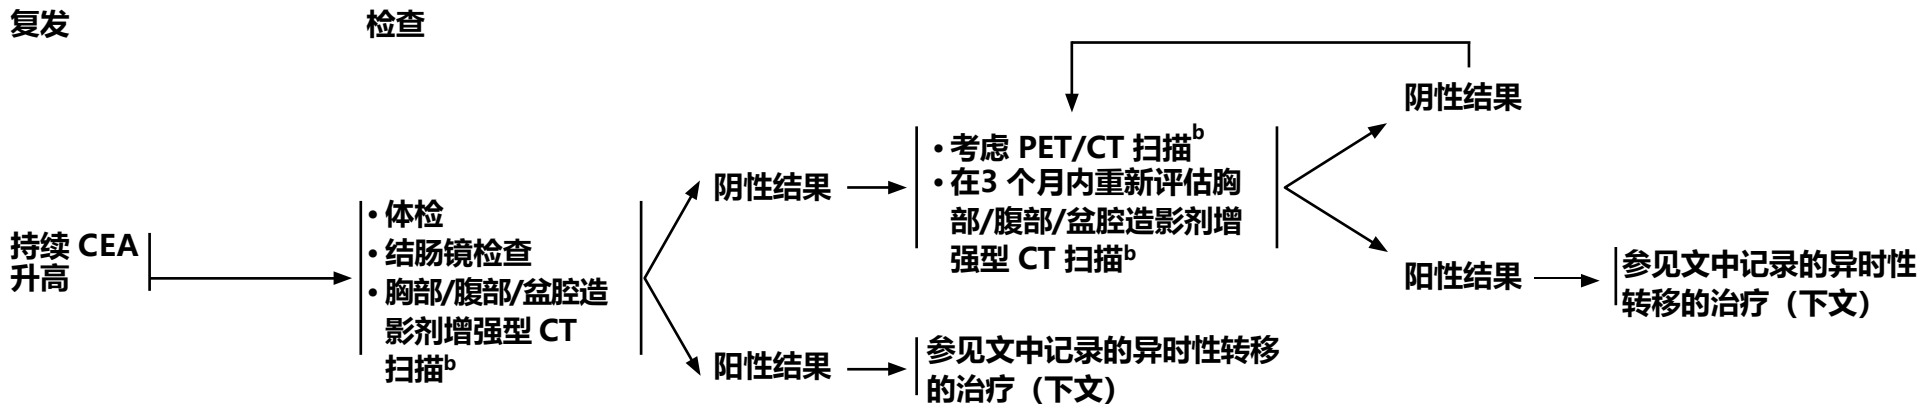 复发
检查
持续 CEA
升高
• 体检
• 结肠镜检查
• 胸部/腹部/盆腔造
影剂增强型 CT
扫描b
阴性结果
阳性结果
• 考虑 PET/CT 扫描b
• 在3 个月内重新评估胸
部/腹部/盆腔造影剂增
强型 CT 扫描b
参见文中记录的异时性转移
的治疗（下文）
阴性结果
阳性结果
参见文中记录的异时性
转移的治疗（下文）